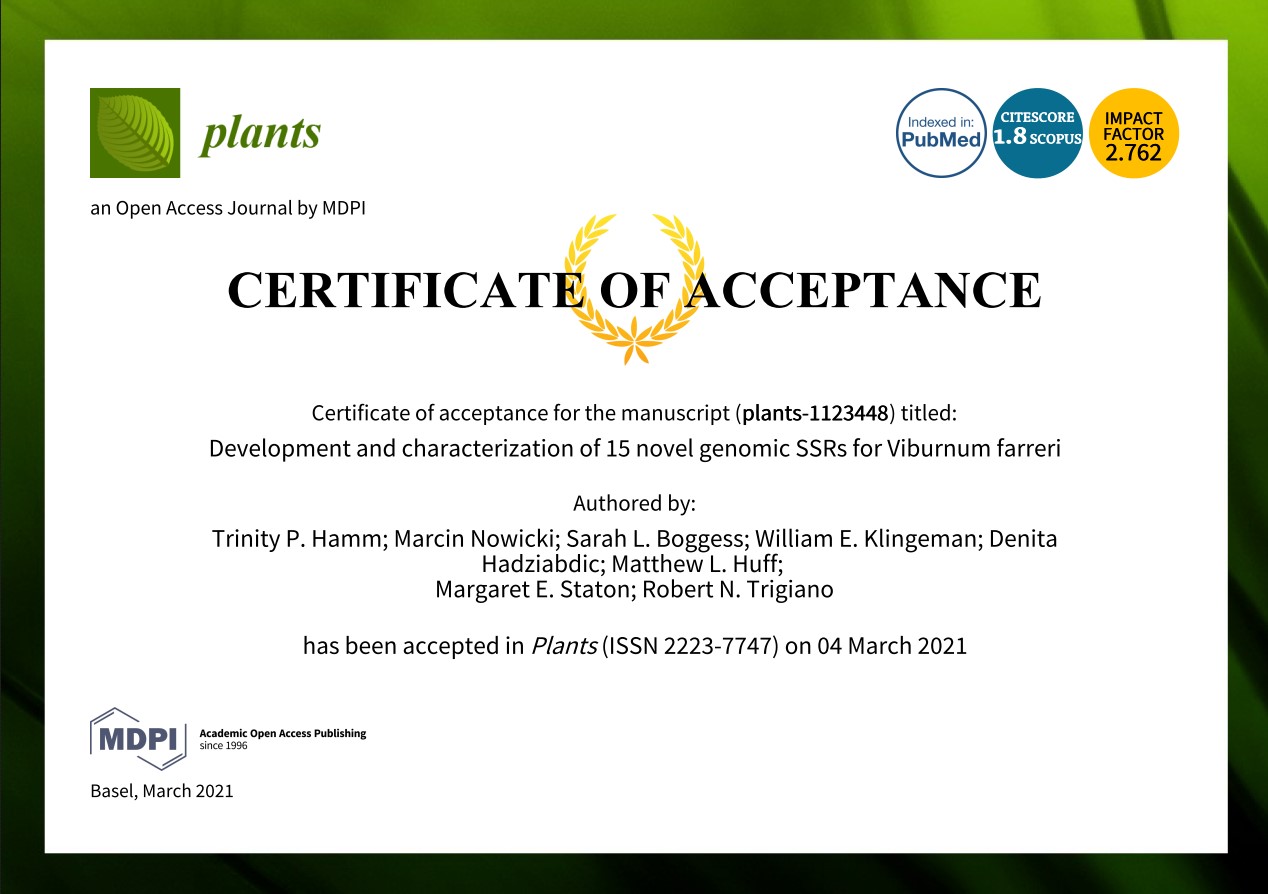 plants
Indexed in:
PubMed
CITESCORE
1.8 SCOPUS
IMPACT
FACTOR
2.762
an Open Access Journal by MDPI
CERTIFICATE OF ACCEPTANCE
Certificate of acceptance for the manuscript (plants-1123448) titled:
Development and characterization of 15 novel genomic SSRs for Viburnum farreri
Authored by:
Trinity P. Hamm; Marcin Nowicki; Sarah L. Boggess; William E. Klingeman; Denita
Hadziabdic; Matthew L. Huff;
Margaret E. Staton; Robert N. Trigiano
has been accepted in Plants (ISSN 2223-7747) on 04 March 2021
MDPI
Academic Open Access Publishing
since 1996
Basel, March 2021